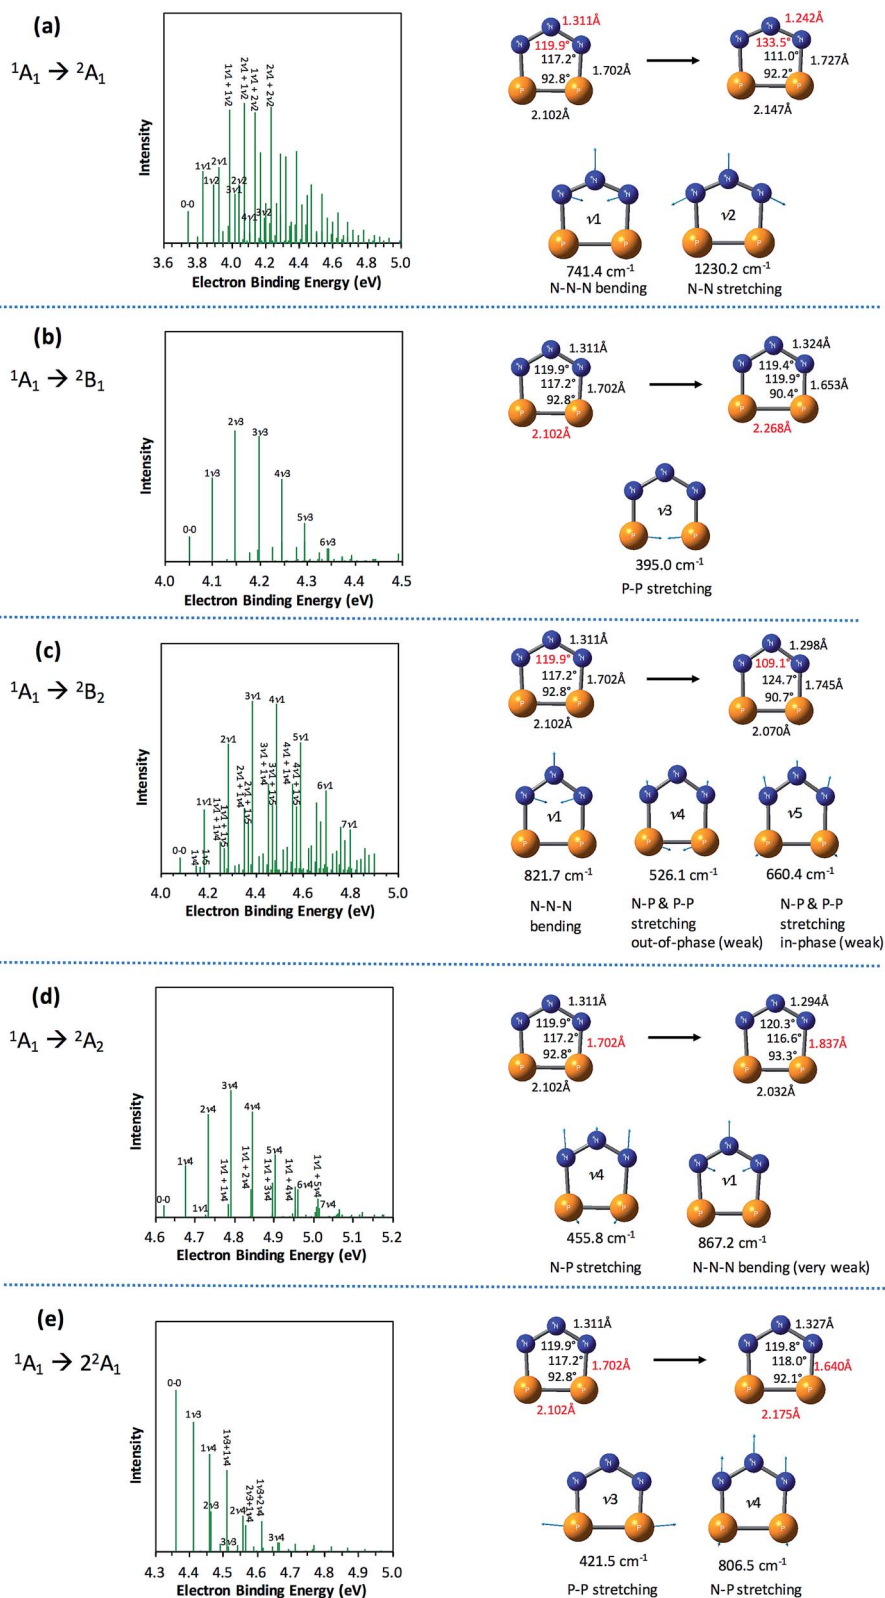 (a)
¹A₁ → ²A₁
Intensity
0-0
1ν1
1ν2
2ν1
1ν1 + 1ν2
3ν1
2ν2
2ν1 + 1ν2
4ν1
1ν1 + 2ν2
3ν2
2ν1 + 2ν2
3.6 3.8 4.0 4.2 4.4 4.6 4.8 5.0
Electron Binding Energy (eV)
1.311Å
119.9°
117.2°
92.8°
1.702Å
2.102Å
1.242Å
133.5°
111.0°
92.2°
1.727Å
2.147Å
N N N P P
N N N P P
ν1
741.4 cm⁻¹
N-N-N bending
ν2
1230.2 cm⁻¹
N-N stretching
(b)
¹A₁ → ²B₁
Intensity
0-0
1ν3
2ν3
3ν3
4ν3
5ν3
6ν3
4.0 4.1 4.2 4.3 4.4 4.5
Electron Binding Energy (eV)
1.311Å
119.9°
117.2°
92.8°
1.702Å
2.102Å
1.324Å
119.4°
119.9°
90.4°
1.653Å
2.268Å
ν3
395.0 cm⁻¹
P-P stretching
(c)
¹A₁ → ²B₂
Intensity
0-0
1ν4
1ν5
1ν1
1ν1 + 1ν4
1ν1 + 1ν5
2ν1
2ν1 + 1ν4
2ν1 + 1ν5
3ν1
3ν1 + 1ν4
3ν1 + 1ν5
4ν1
4ν1 + 1ν4
4ν1 + 1ν5
5ν1
6ν1
7ν1
4.0 4.2 4.4 4.6 4.8 5.0
Electron Binding Energy (eV)
1.311Å
119.9°
117.2°
92.8°
1.702Å
2.102Å
1.298Å
109.1°
124.7°
90.7°
1.745Å
2.070Å
ν1
821.7 cm⁻¹
N-N-N
bending
ν4
526.1 cm⁻¹
N-P & P-P
stretching
out-of-phase (weak)
ν5
660.4 cm⁻¹
N-P & P-P
stretching
in-phase (weak)
(d)
¹A₁ → ²A₂
Intensity
0-0
1ν4
1ν1
2ν4
1ν1 + 1ν4
3ν4
1ν1 + 2ν4
4ν4
1ν1 + 3ν4
5ν4
1ν1 + 4ν4
6ν4
1ν1 + 5ν4
7ν4
4.6 4.7 4.8 4.9 5.0 5.1 5.2
Electron Binding Energy (eV)
1.311Å
119.9°
117.2°
92.8°
1.702Å
2.102Å
1.294Å
120.3°
116.6°
93.3°
1.837Å
2.032Å
ν4
455.8 cm⁻¹
N-P stretching
ν1
867.2 cm⁻¹
N-N-N bending (very weak)
(e)
¹A₁ → 2²A₁
Intensity
0-0
1ν3
1ν4
2ν3
1ν3+1ν4
3ν3
2ν4
2ν3+1ν4
1ν3+2ν4
3ν4
4.3 4.4 4.5 4.6 4.7 4.8 4.9 5.0
Electron Binding Energy (eV)
1.311Å
119.9°
117.2°
92.8°
1.702Å
2.102Å
1.327Å
119.8°
118.0°
92.1°
1.640Å
2.175Å
ν3
421.5 cm⁻¹
P-P stretching
ν4
806.5 cm⁻¹
N-P stretching